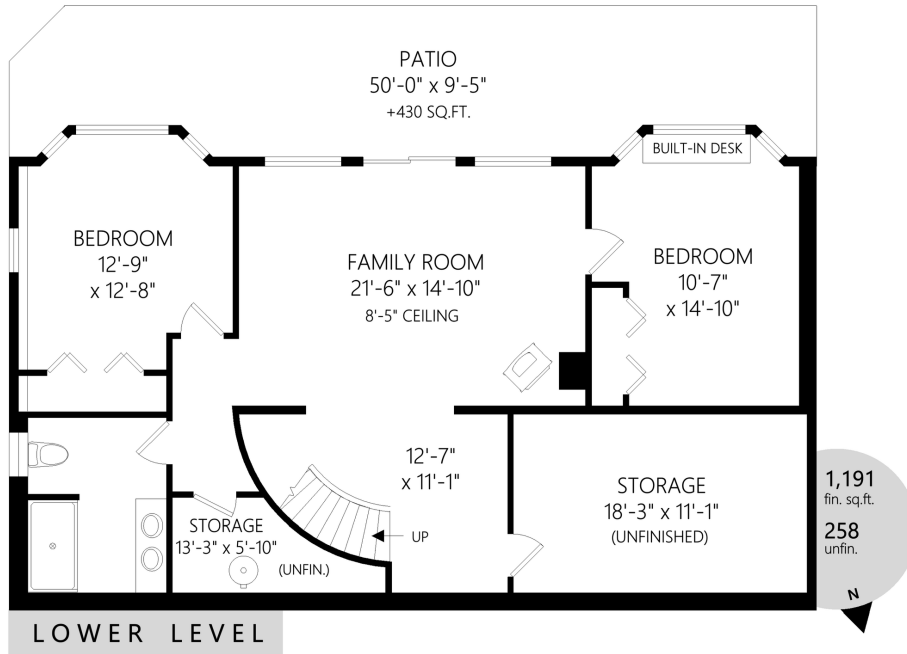 PATIO
50'-0" x 9'-5"
+430 SQ.FT.
BUILT-IN DESK
BEDROOM
12'-9"
x 12'-8"
FAMILY ROOM
21'-6" x 14'-10"
8'-5" CEILING
BEDROOM
10'-7"
x 14'-10"
12'-7"
x 11'-1"
UP
STORAGE
13'-3" x 5'-10"
(UNFIN.)
STORAGE
18'-3" x 11'-1"
(UNFINISHED)
1,191
fin. sq.ft.
258
unfin.
N
LOWER LEVEL